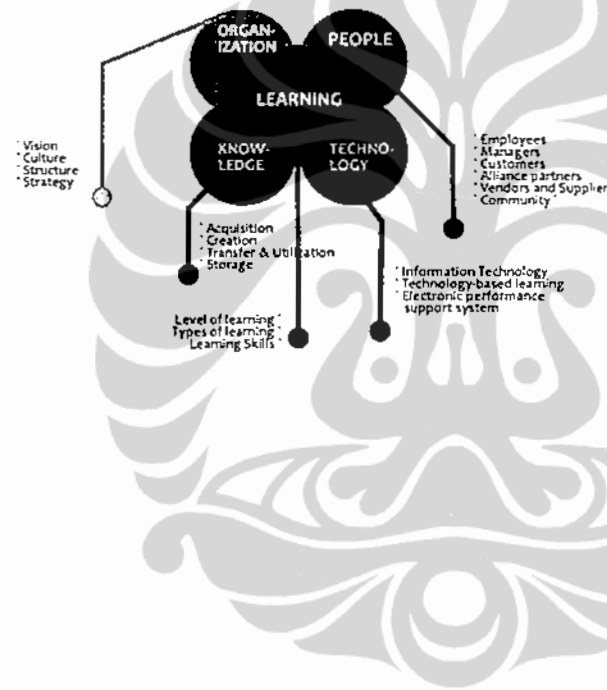 ORGAN-
IZATION
PEOPLE
LEARNING
KNOW-
LEDGE
TECHNO-
LOGY
* Vision
* Culture
* Structure
* Strategy
* Employees
* Managers
* Customers
* Alliance partners
* Vendors and Supplier
* Community
* Acquisition
* Creation
* Transfer & Utilization
* Storage
* Information Technology
* Technology-based learning
* Electronic performance
support system
Level of learning *
Types of learning *
Learning Skills *